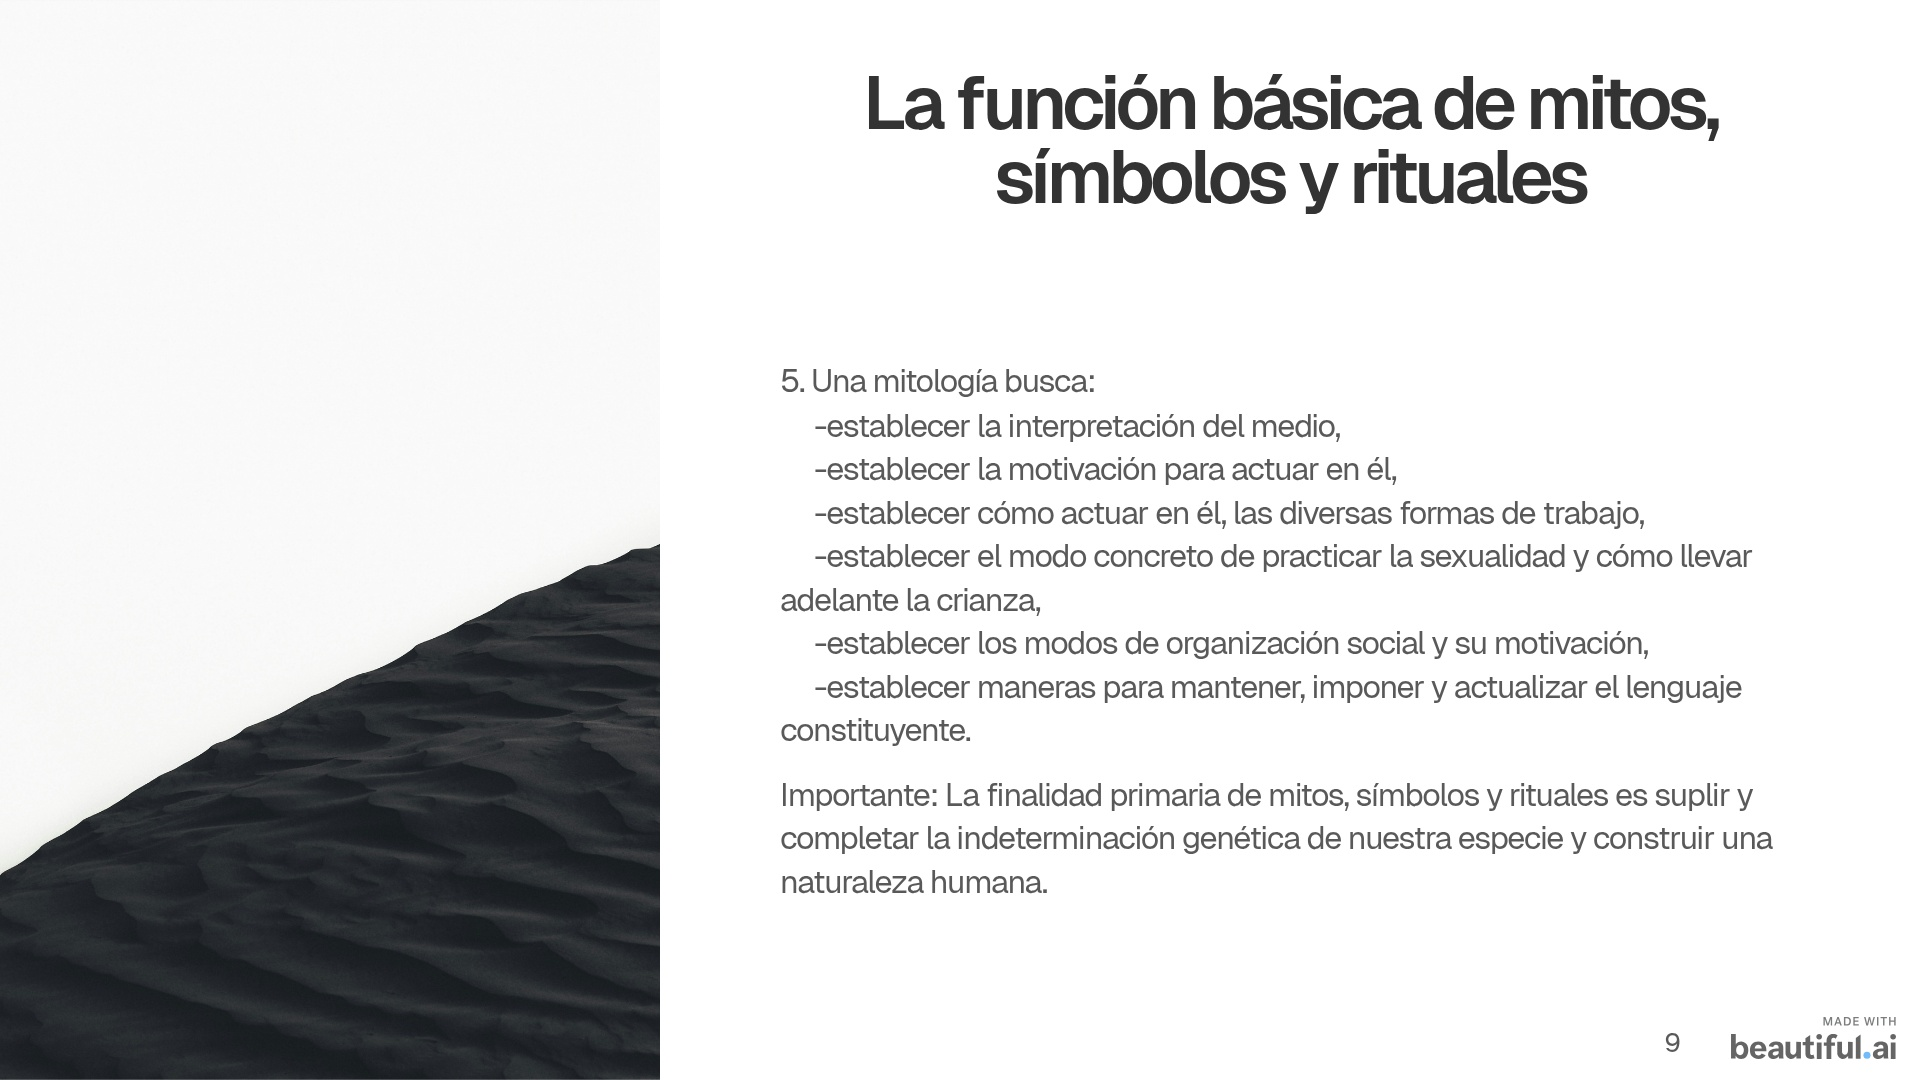 La función básica de mitos,
símbolos y rituales
5. Una mitología busca:
-establecer la interpretación del medio,
-establecer la motivación para actuar en él,
-establecer cómo actuar en él, las diversas formas de trabajo,
-establecer el modo concreto de practicar la sexualidad y cómo llevar
adelante la crianza,
-establecer los modos de organización social y su motivación,
-establecer maneras para mantener, imponer y actualizar el lenguaje
constituyente.
Importante: La finalidad primaria de mitos, símbolos y rituales es suplir y
completar la indeterminación genética de nuestra especie y construir una
naturaleza humana.
9
MADE WITH
beautiful.ai